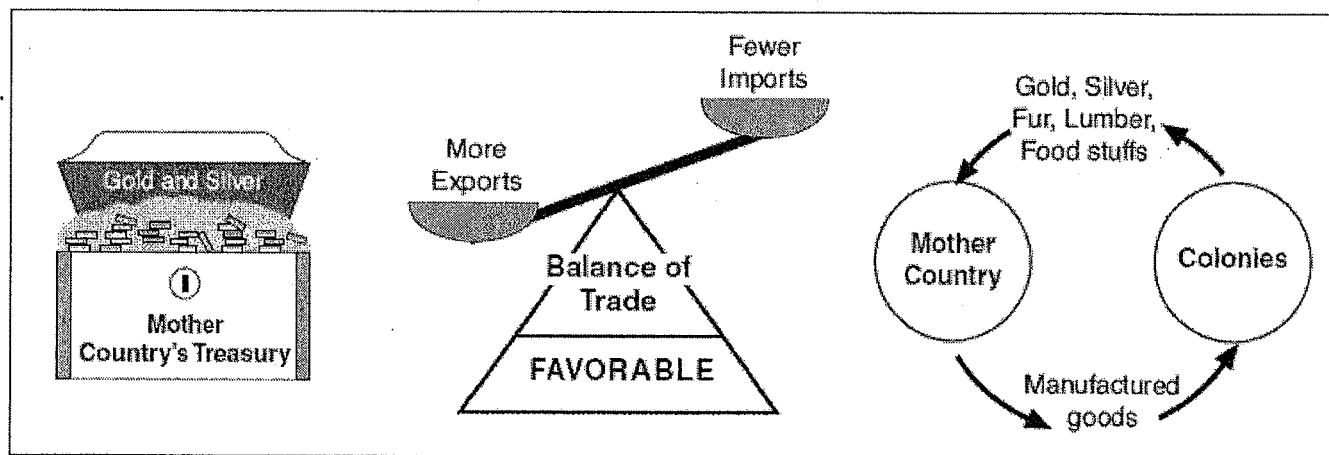 Gold and Silver
Mother
Country's Treasury
More
Exports
Fewer
Imports
Balance of
Trade
FAVORABLE
Gold, Silver,
Fur, Lumber,
Food stuffs
Mother
Country
Colonies
Manufactured
goods